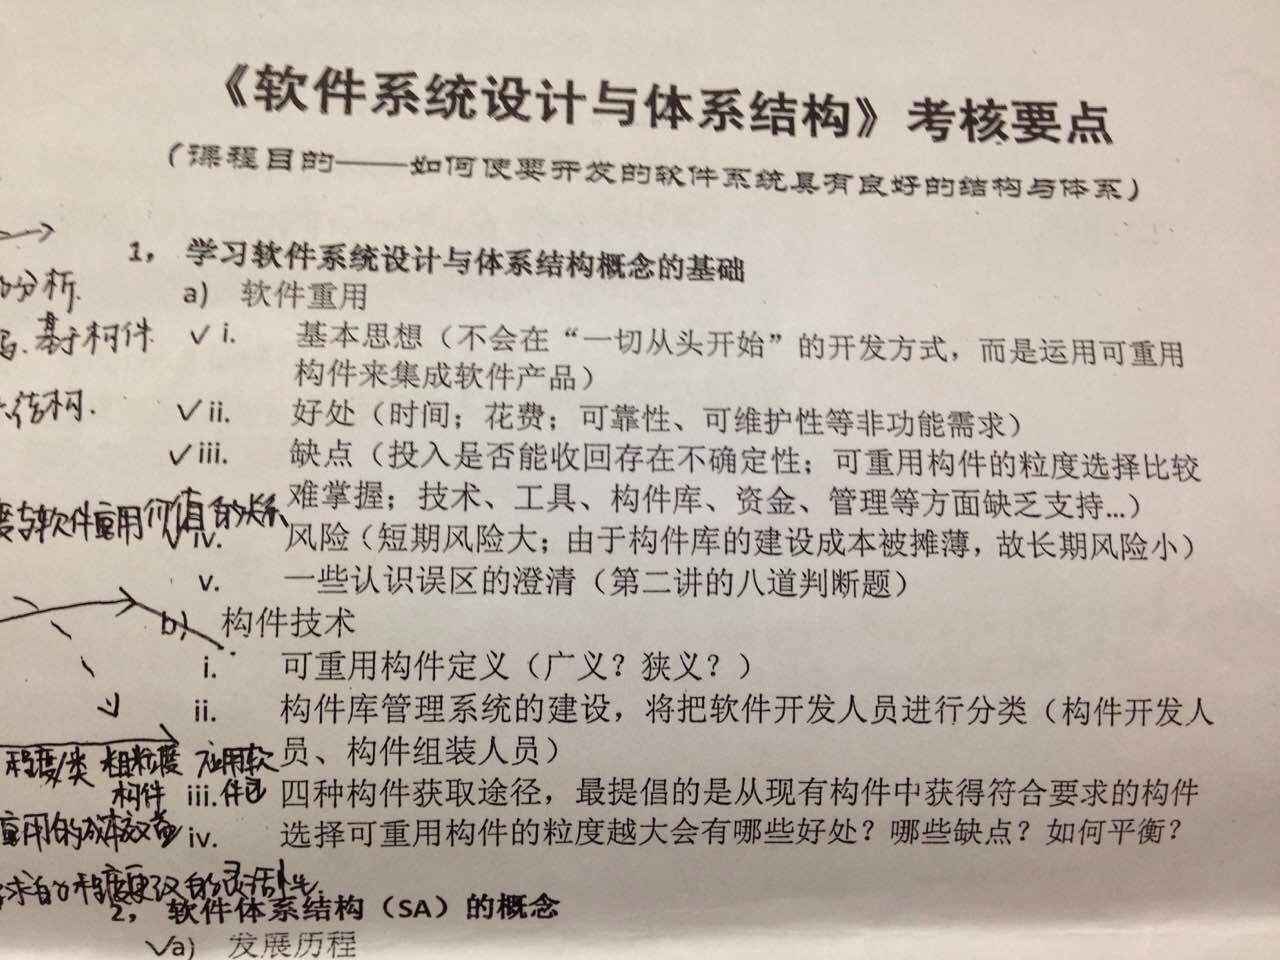 《软件系统设计与体系结构》考核要点
（课程目的——如何使要开发的软件系统具有良好的结构与体系）
1， 学习软件系统设计与体系结构概念的基础
分析.
a) 软件重用
基于构件 ✓ i. 基本思想（不会在“一切从头开始”的开发方式，而是运用可重用
构件来集成软件产品）
结构. ✓ ii. 好处（时间；花费；可靠性、可维护性等非功能需求）
✓ iii. 缺点（投入是否能收回存在不确定性；可重用构件的粒度选择比较
难掌握；技术、工具、构件库、资金、管理等方面缺乏支持...）
度与软件重用价值的关系
✓ iv. 风险（短期风险大；由于构件库的建设成本被摊薄，故长期风险小）
v. 一些认识误区的澄清（第二讲的八道判断题）
b) 构件技术
i. 可重用构件定义（广义？狭义？）
ii. 构件库管理系统的建设，将把软件开发人员进行分类（构件开发人
员、构件组装人员）
程度/类 粗粒度 应用软
构件 件
iii. 四种构件获取途径，最提倡的是从现有构件中获得符合要求的构件
重用的成本效益
iv. 选择可重用构件的粒度越大会有哪些好处？哪些缺点？如何平衡？
求的 的灵活性.
2， 软件体系结构（SA）的概念
✓a) 发展历程